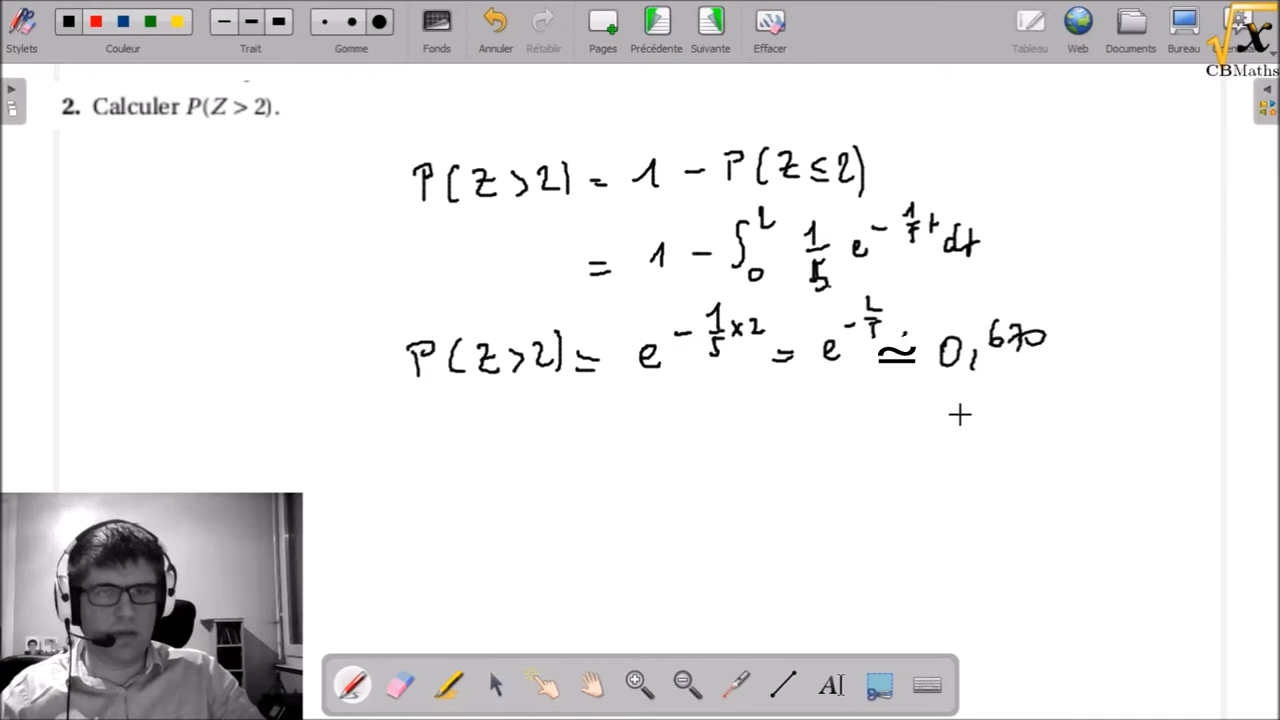 Stylets Couleur Trait Gomme Fonds Annuler Rétablir Pages Précédente Suivante Effacer Tableau Web Documents Bureau
√x
CBMaths
2. Calculer P(Z > 2).
P(Z>2) = 1 - P(Z≤2)
= 1 - ∫₀² 1/5 e^(-1/5 t) dt
P(Z>2) = e^(-1/5 × 2) = e^(-2/5) ≃ 0,670
AI